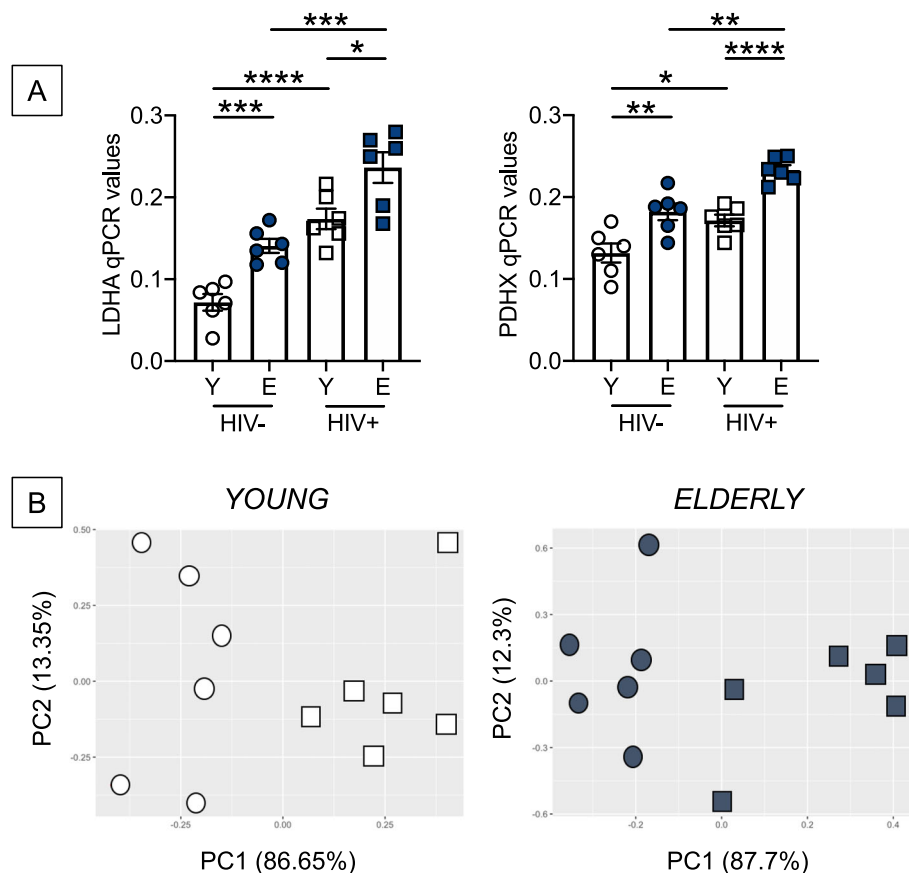 A
*** **
* ****
**** *
*** **
0.3 0.3
0.2 0.2
0.1 0.1
0.0 0.0
LDHA qPCR values
PDHX qPCR values
Y E Y E Y E Y E
HIV- HIV+ HIV- HIV+
B
YOUNG ELDERLY
0.50
0.25
0.00
-0.25
PC2 (13.35%)
-0.25 0.00 0.25
PC1 (86.65%)
0.6
0.3
0.0
-0.3
-0.6
PC2 (12.3%)
-0.2 0.0 0.2 0.4
PC1 (87.7%)